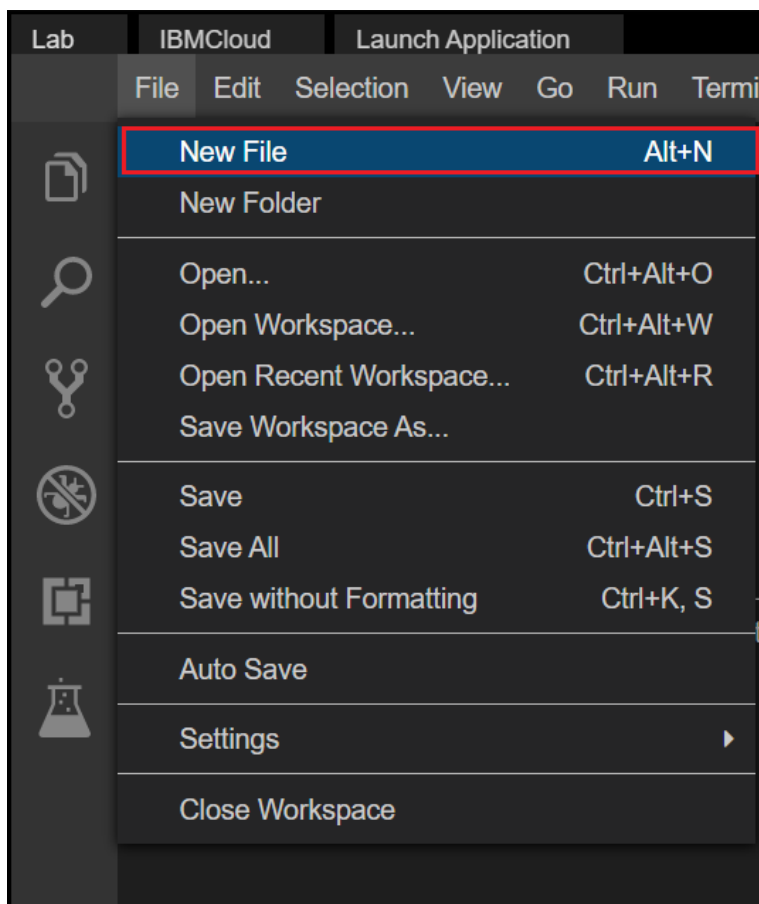 Lab IBMCloud Launch Application
File Edit Selection View Go Run Termi
New File Alt+N
New Folder
Open... Ctrl+Alt+O
Open Workspace... Ctrl+Alt+W
Open Recent Workspace... Ctrl+Alt+R
Save Workspace As...
Save Ctrl+S
Save All Ctrl+Alt+S
Save without Formatting Ctrl+K, S
Auto Save
Settings
Close Workspace